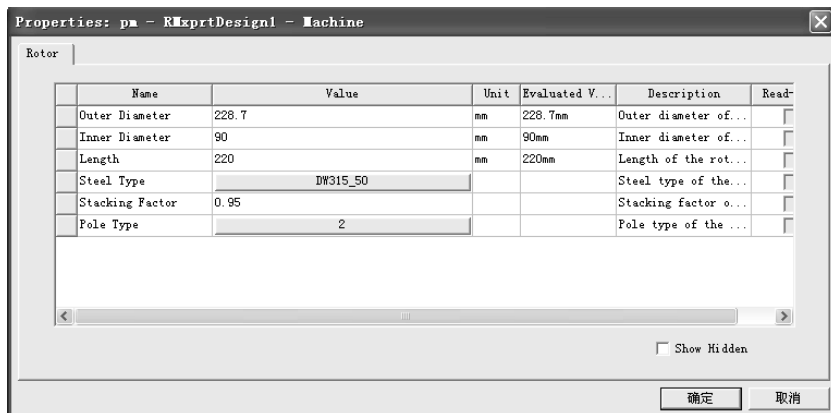 Properties: pm - RMxprtDesign1 - Machine
Rotor
Name Value Unit Evaluated V... Description Read-
Outer Diameter 228.7 mm 228.7mm Outer diameter of...
Inner Diameter 90 mm 90mm Inner diameter of...
Length 220 mm 220mm Length of the rot...
Steel Type DW315_50 Steel type of the...
Stacking Factor 0.95 Stacking factor o...
Pole Type 2 Pole type of the ...
Show Hidden
确定 取消